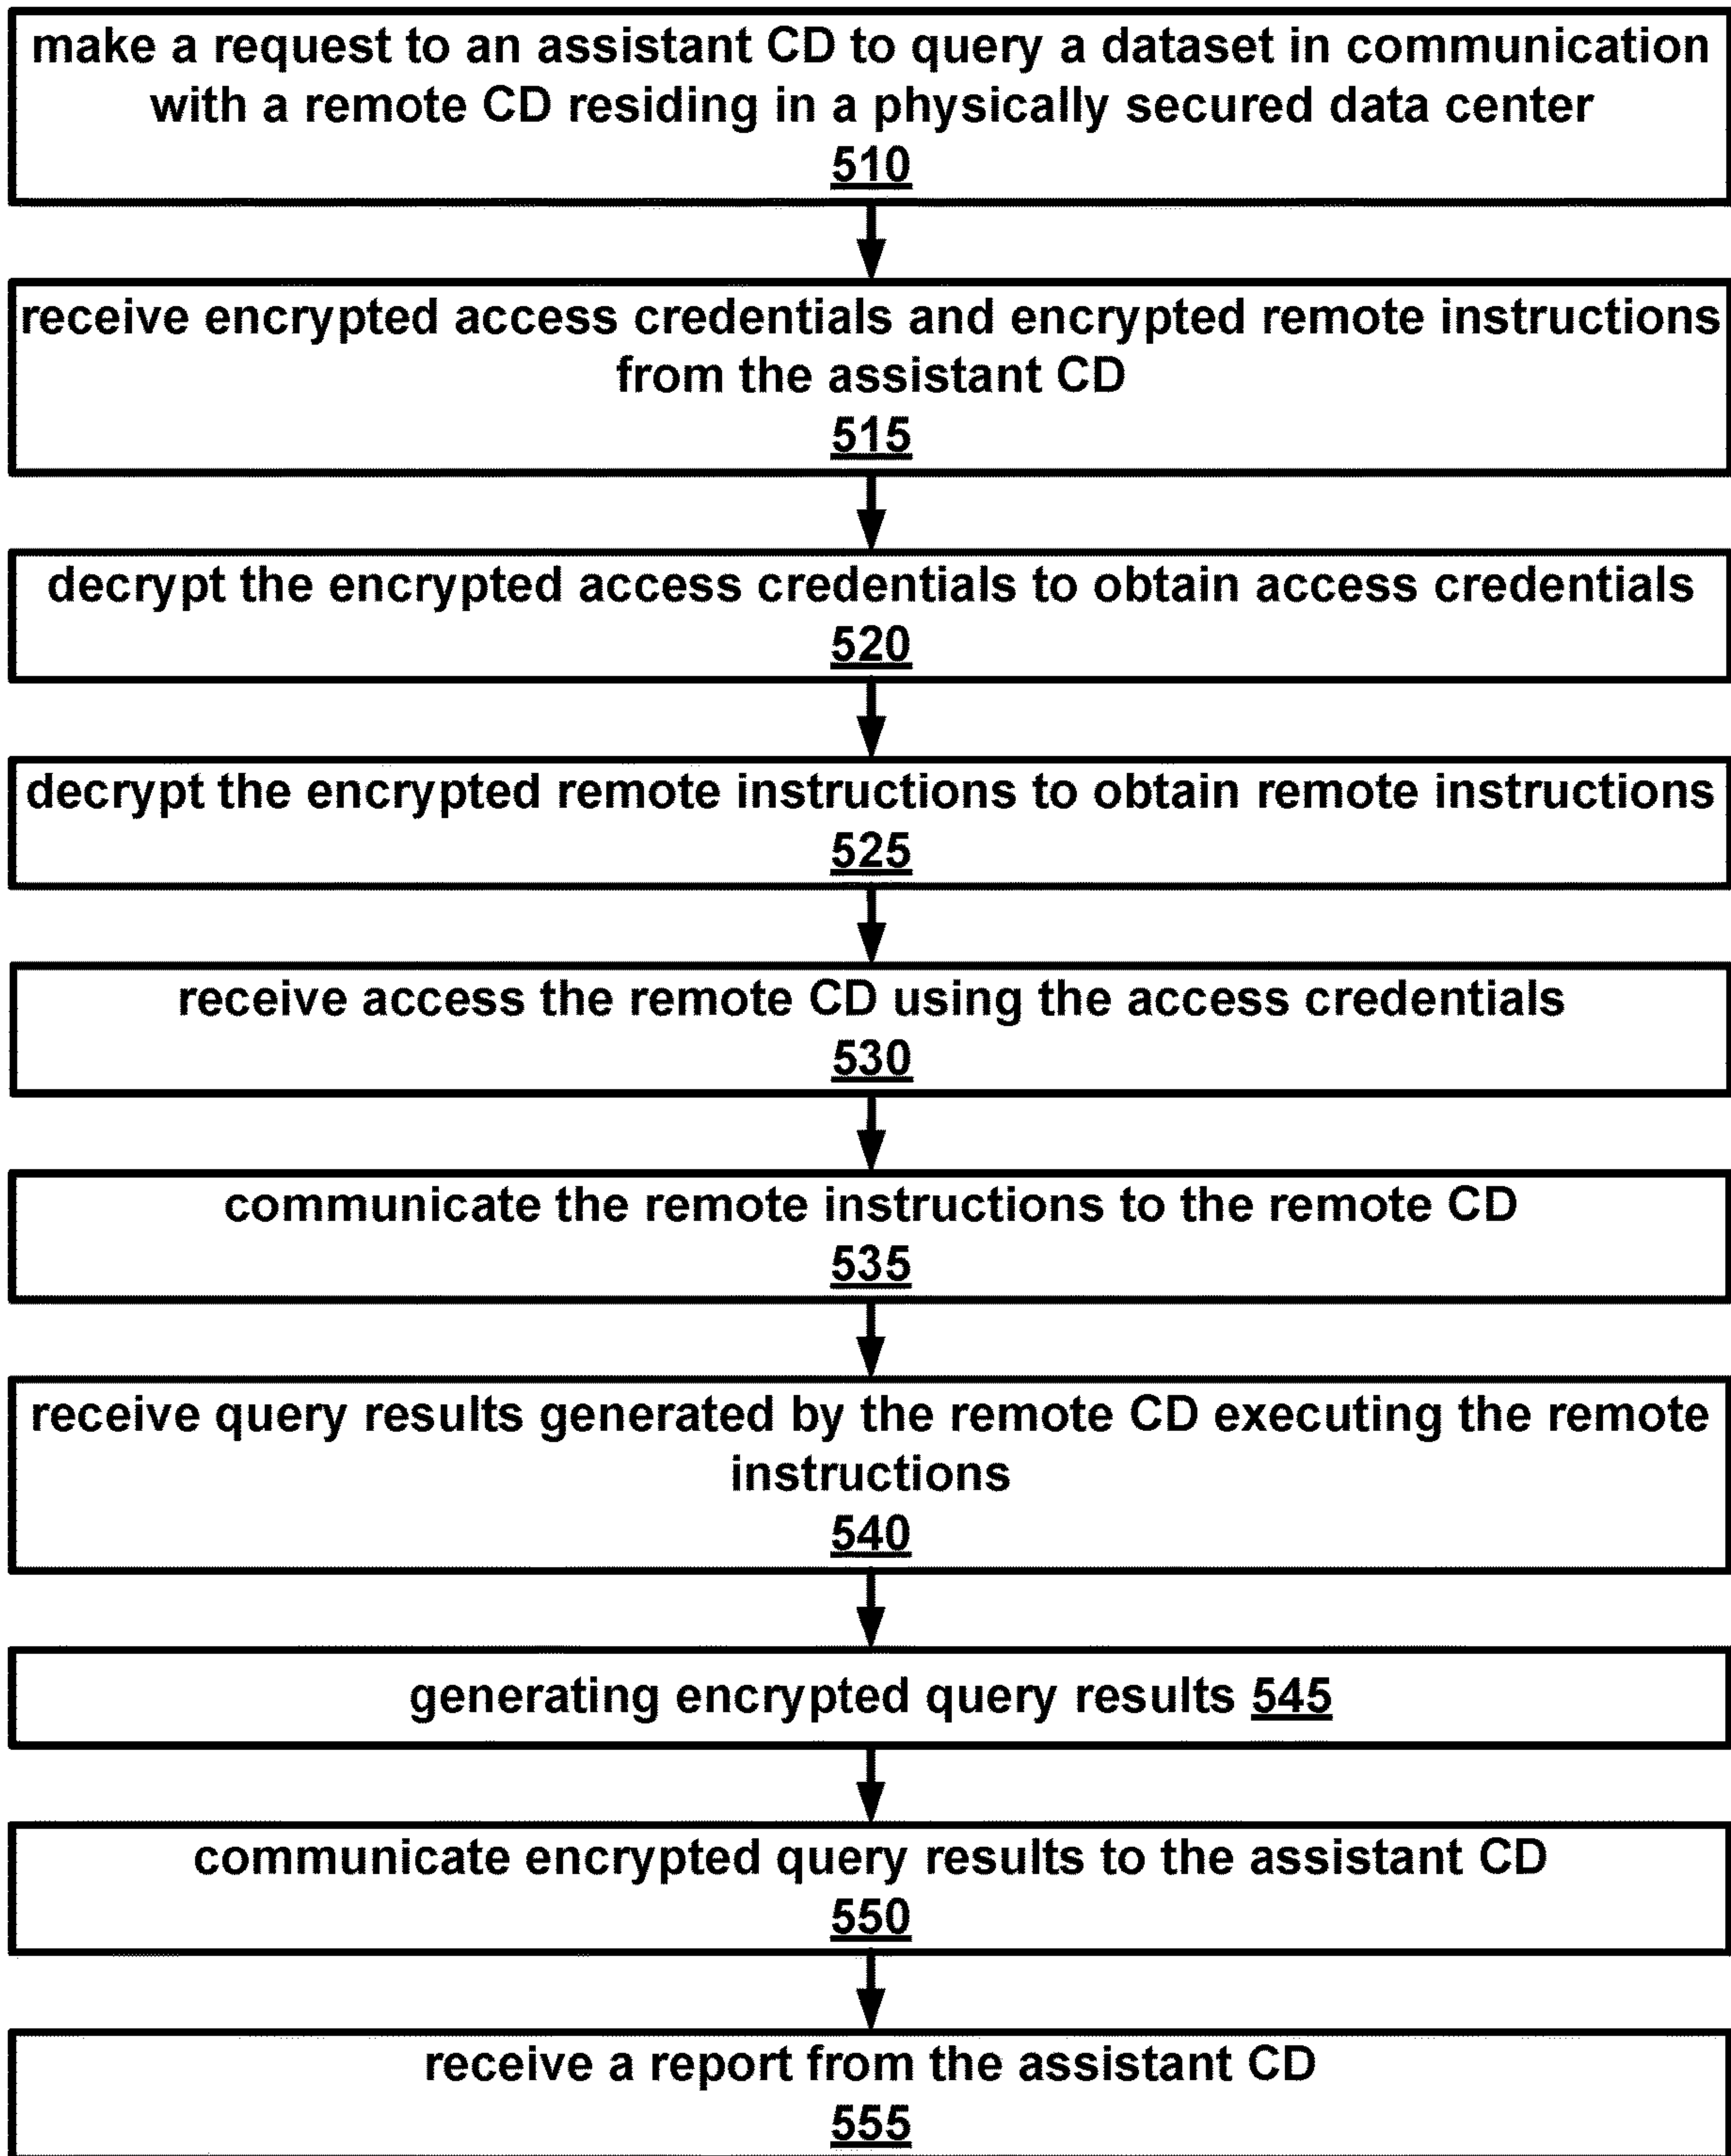 make a request to an assistant CD to query a dataset in communication
with a remote CD residing in a physically secured data center
510
receive encrypted access credentials and encrypted remote instructions
from the assistant CD
515
decrypt the encrypted access credentials to obtain access credentials
520
decrypt the encrypted remote instructions to obtain remote instructions
525
receive access the remote CD using the access credentials
530
communicate the remote instructions to the remote CD
535
receive query results generated by the remote CD executing the remote
instructions
540
generating encrypted query results 545
communicate encrypted query results to the assistant CD
550
receive a report from the assistant CD
555